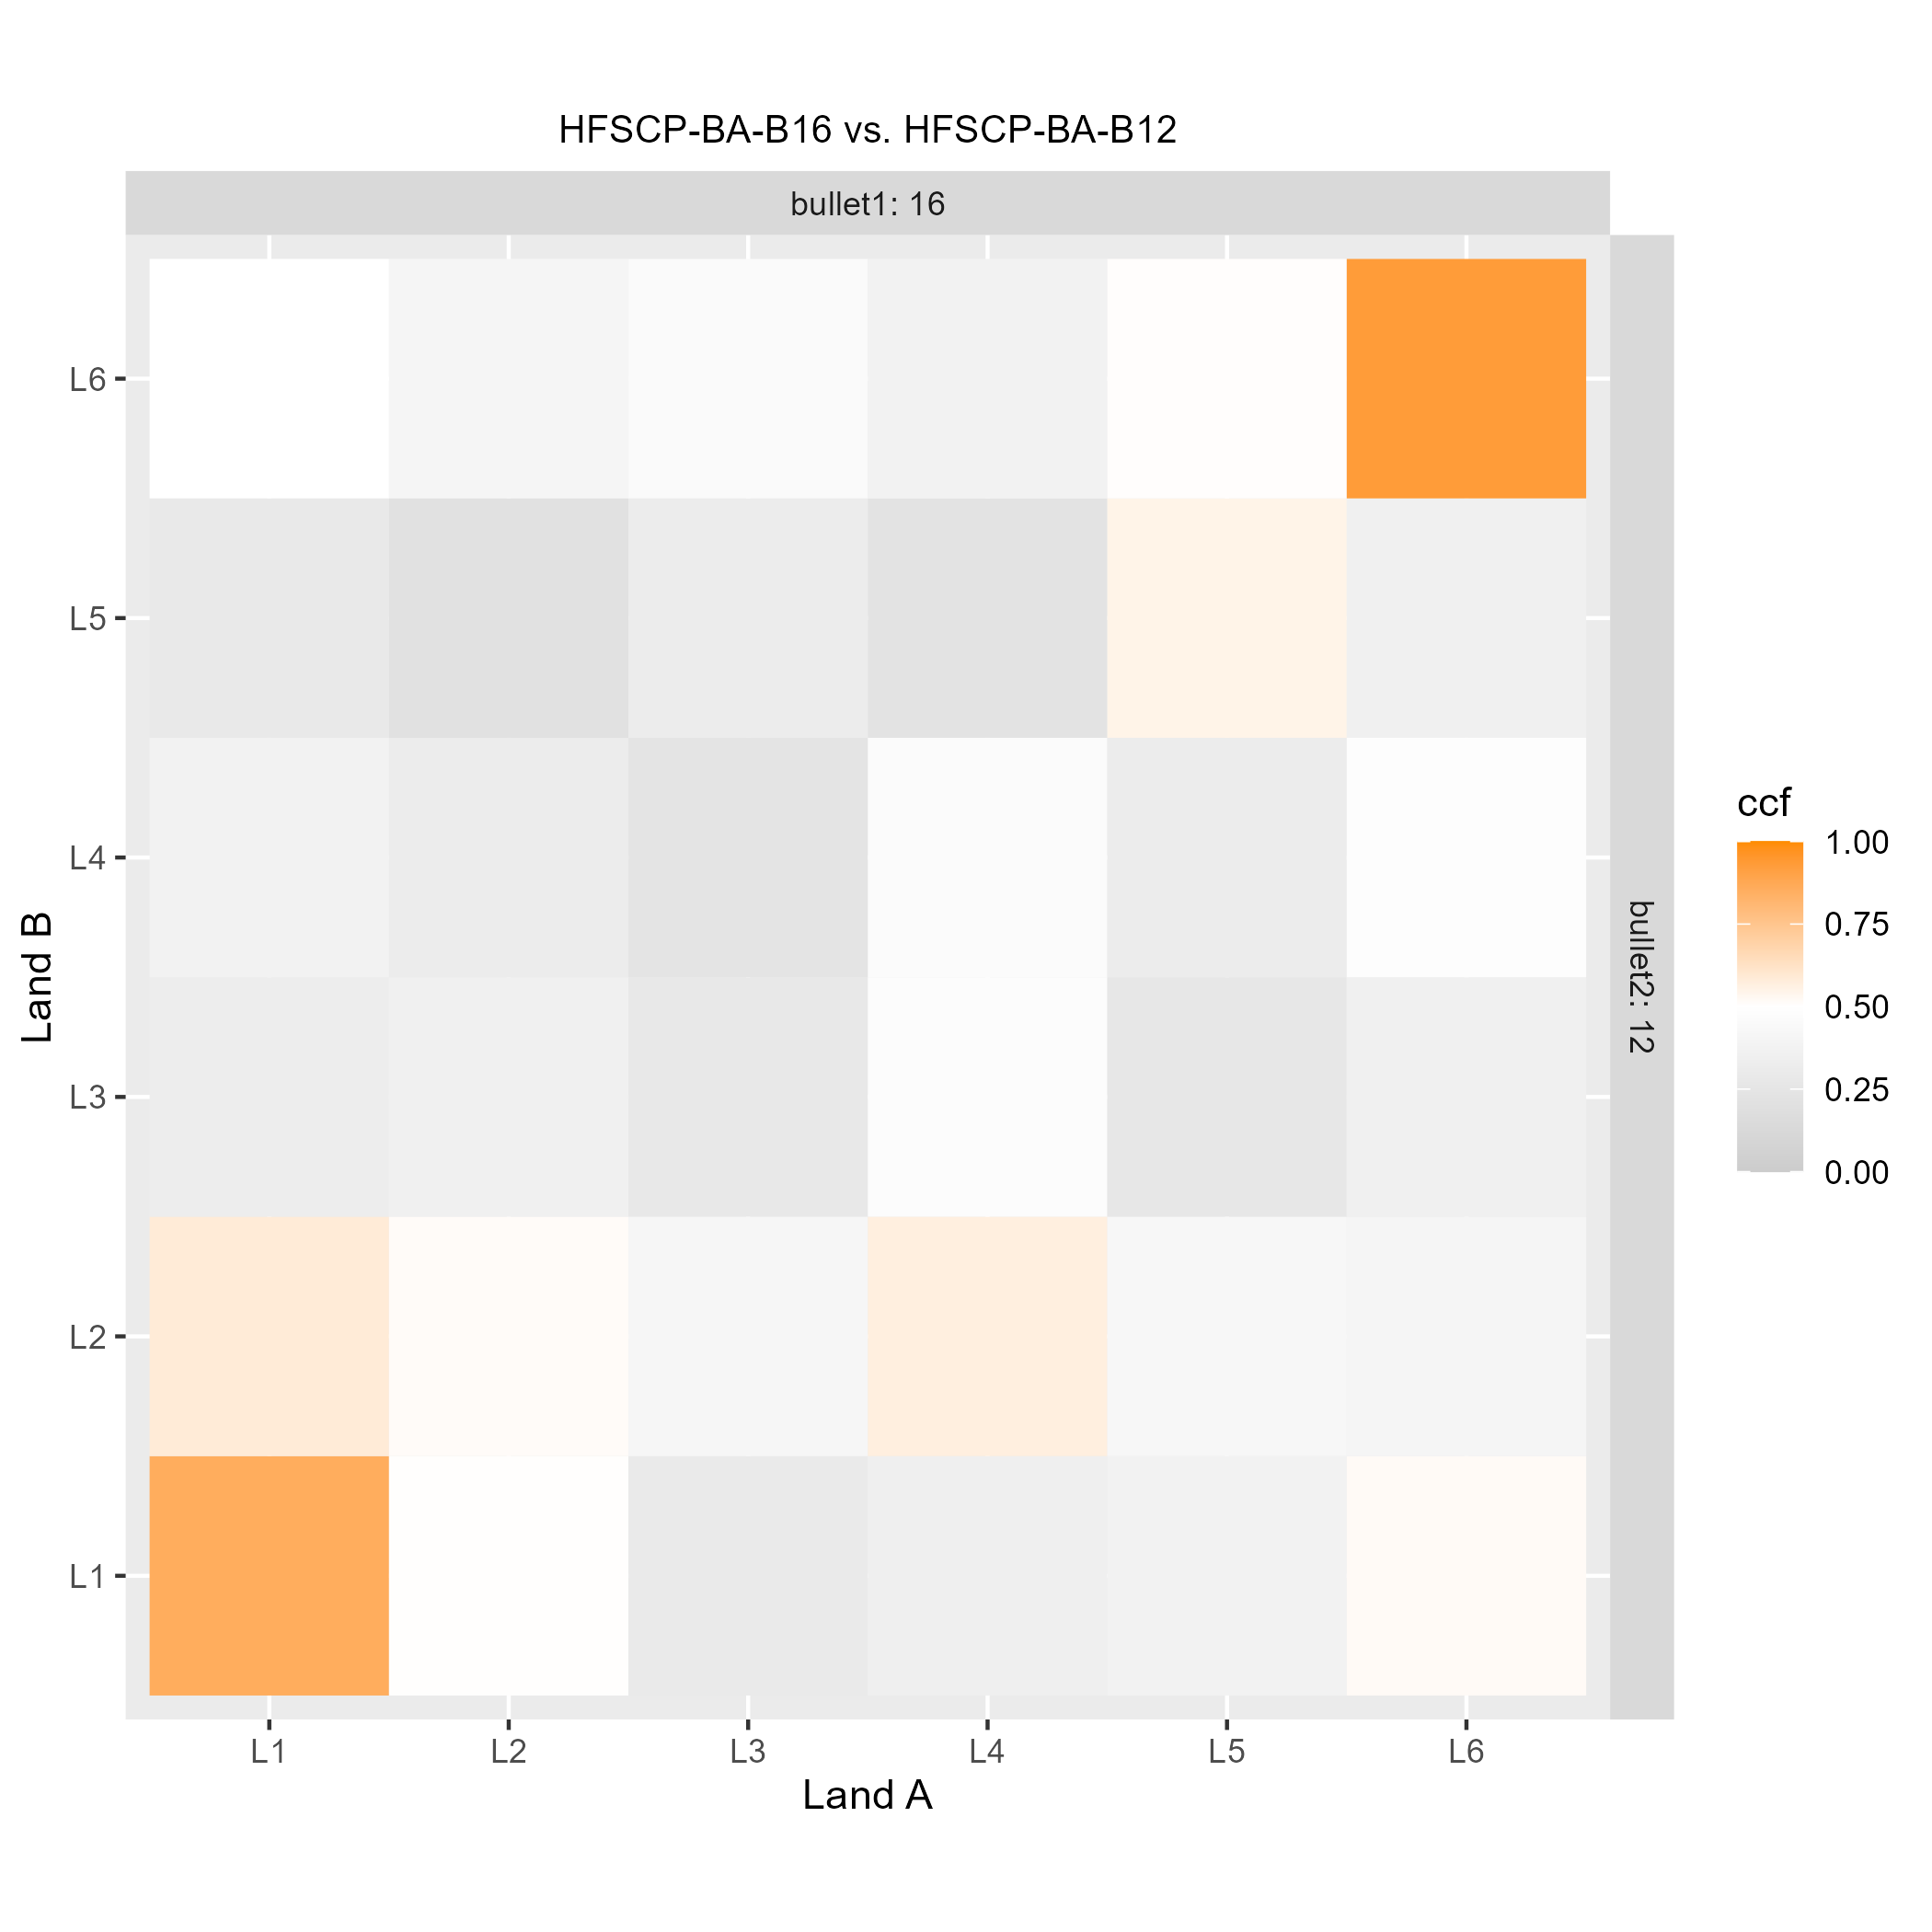 HFSCP-BA-B16 vs. HFSCP-BA-B12
bullet1: 16
L6
L5
L4
L3
L2
L1
Land B
bullet2: 12
L1 L2 L3 L4 L5 L6
Land A
ccf
1.00
0.75
0.50
0.25
0.00